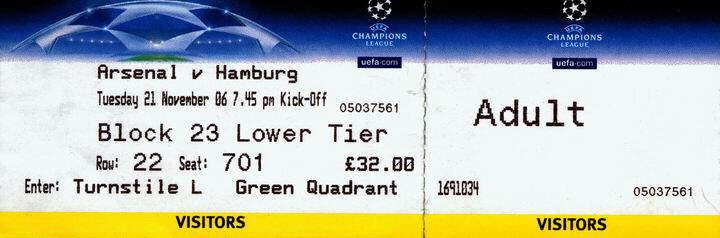 UEFA
CHAMPIONS
LEAGUE
uefa.com
Arsenal v Hamburg
Tuesday 21 November 06 7.45 pm Kick-Off
05037561
Block 23 Lower Tier
Row: 22 Seat: 701 £32.00
Enter: Turnstile L Green Quadrant
VISITORS
UEFA
CHAMPIONS
LEAGUE
uefa.com
Adult
1691034
05037561
VISITORS